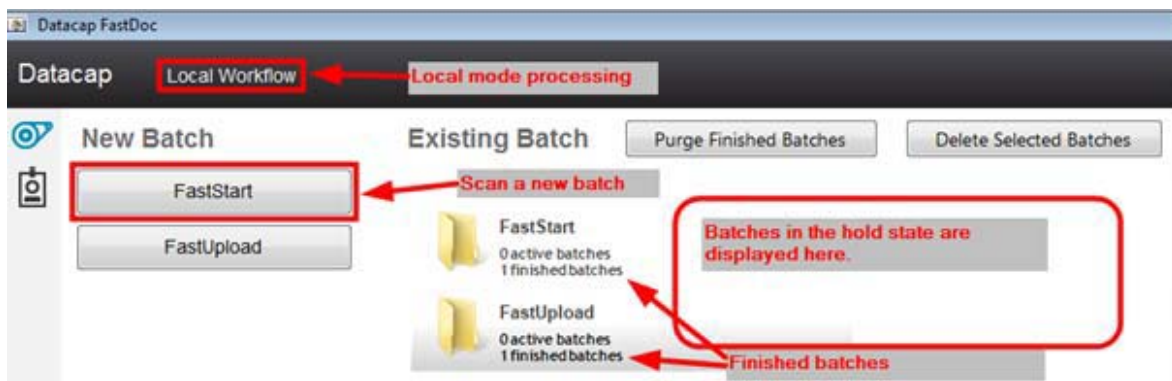 Datacap FastDoc
Datacap Local Workflow Local mode processing
New Batch
Existing Batch
Purge Finished Batches
Delete Selected Batches
FastStart
Scan a new batch
FastUpload
FastStart
0 active batches
1 finished batches
Batches in the hold state are
displayed here.
FastUpload
0 active batches
1 finished batches
Finished batches